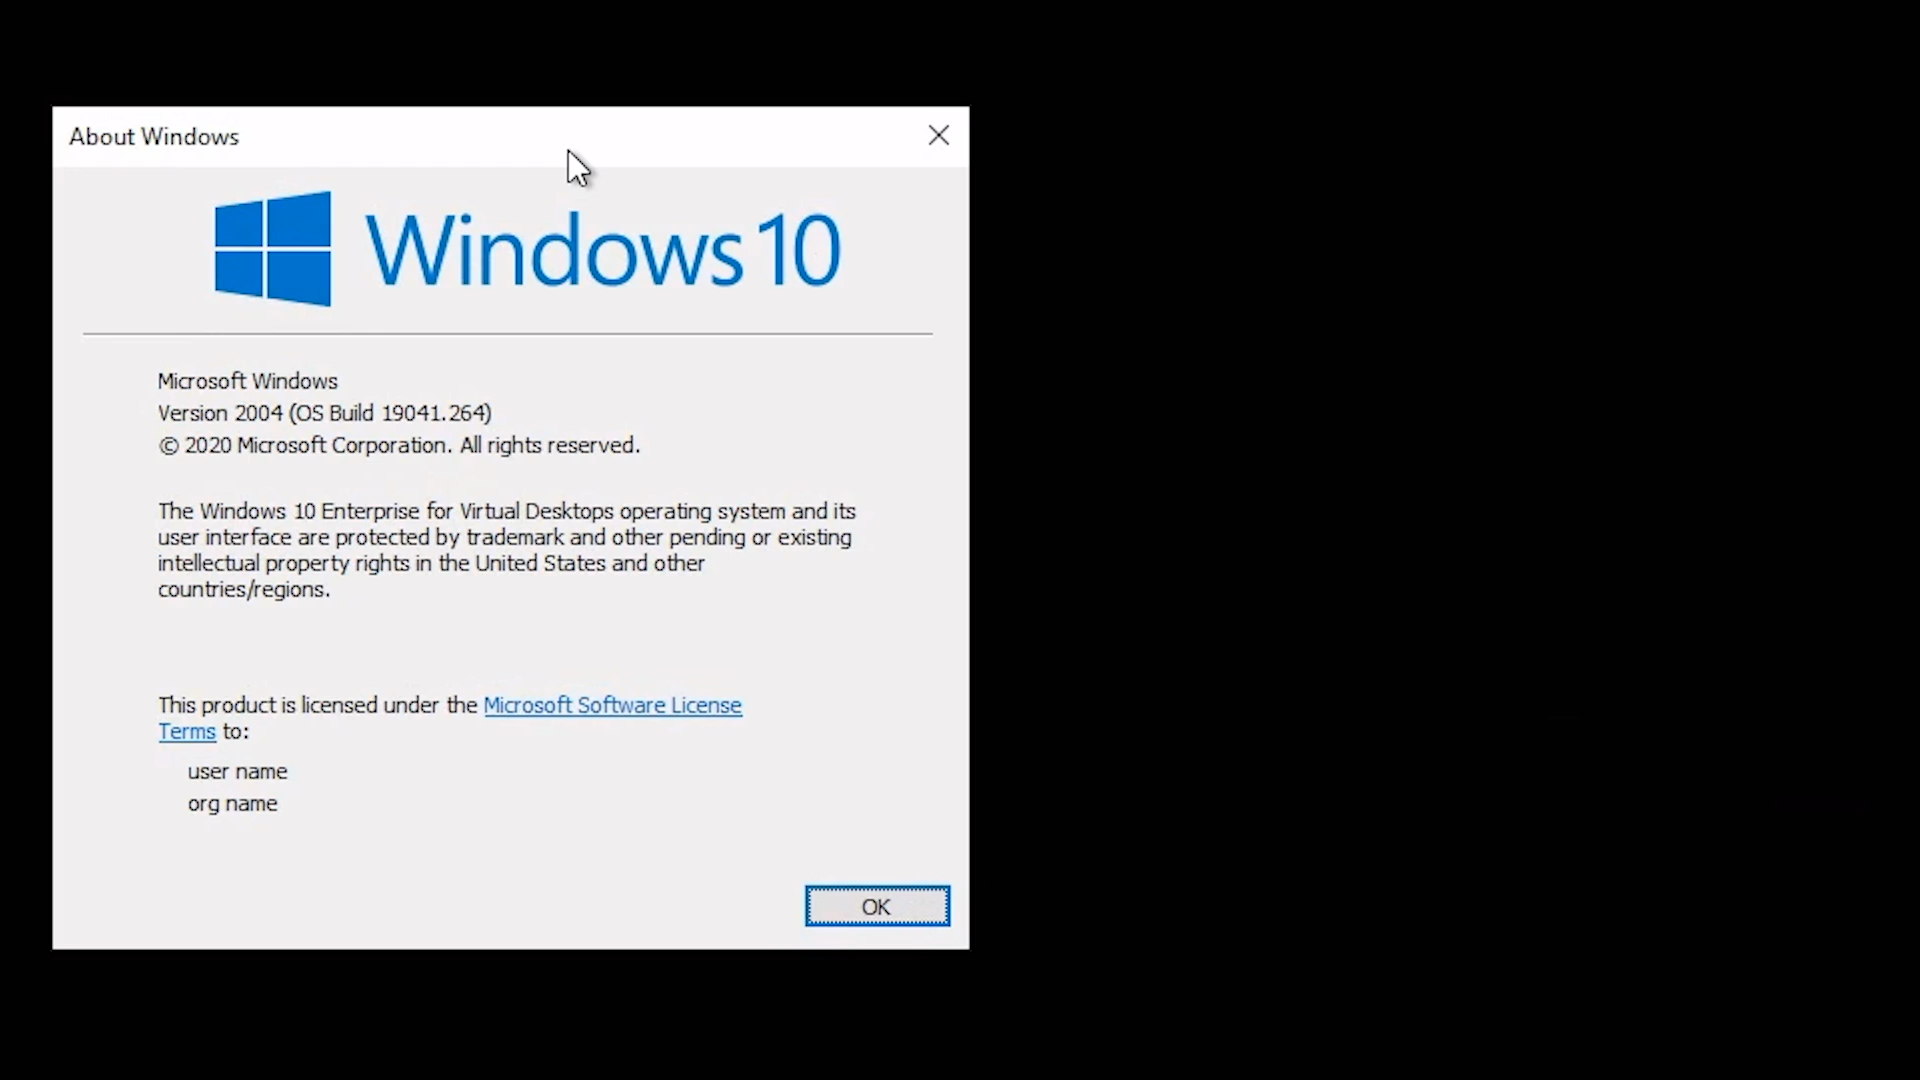 About Windows
Windows 10
Microsoft Windows
Version 2004 (OS Build 19041.264)
© 2020 Microsoft Corporation. All rights reserved.
The Windows 10 Enterprise for Virtual Desktops operating system and its
user interface are protected by trademark and other pending or existing
intellectual property rights in the United States and other
countries/regions.
This product is licensed under the Microsoft Software License
Terms to:
user name
org name
OK